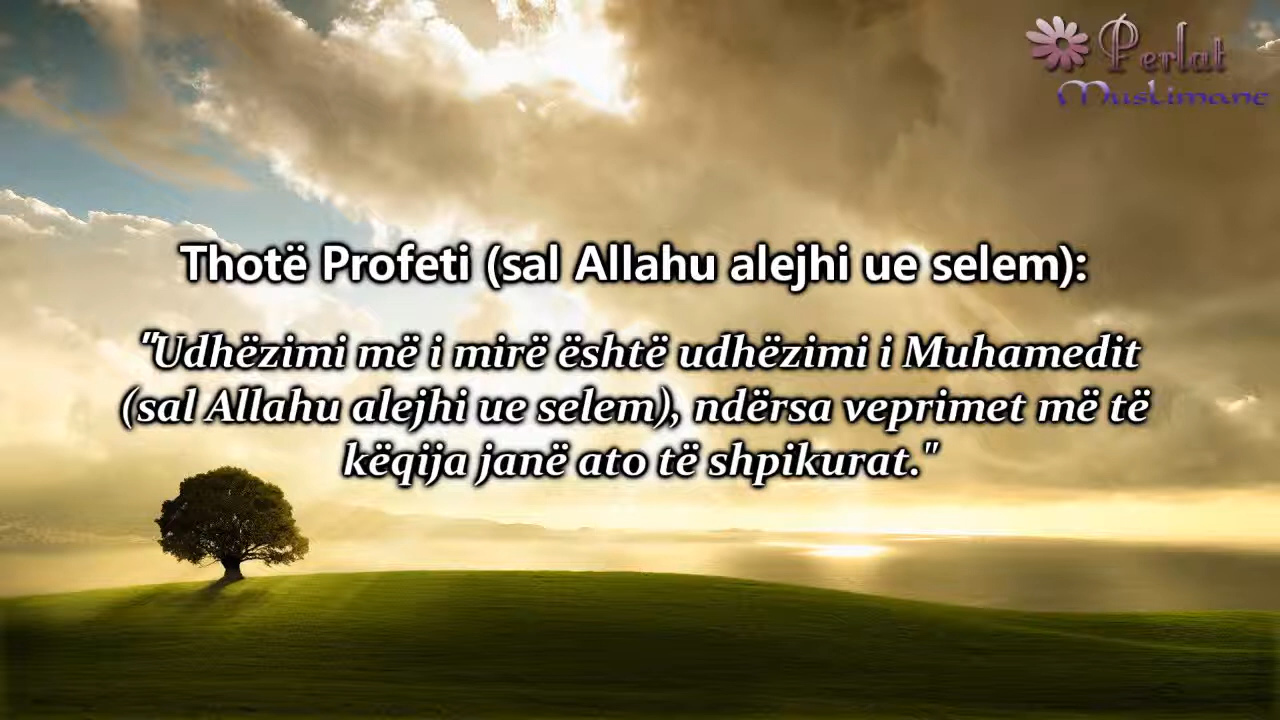 Perlat
Muslimane
Thotë Profeti (sal Allahu alejhi ue selem):
"Udhëzimi më i mirë është udhëzimi i Muhamedit
(sal Allahu alejhi ue selem), ndërsa veprimet më të
këqija janë ato të shpikurat."